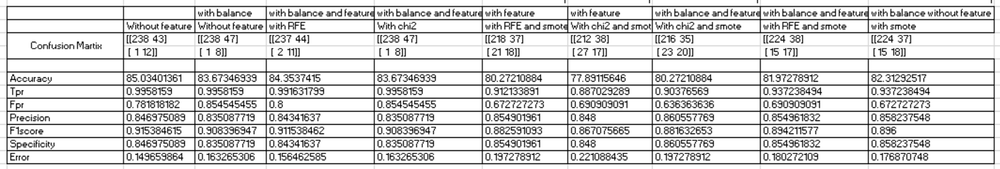 with balance with balance and feature with balance and feature with feature with feature with balance and feature with balance and feature with balance without feature
Without feature Without feature with RFE With chi2 with RFE and smote With chi2 and smot With chi2 and smote with RFE and smote with smote
Confusion Martix [[238 43] [[238 47] [[237 44] [[238 47] [[218 37] [[212 38] [[216 35] [[224 38] [[224 37]
[ 1 12]] [ 1 8]] [ 2 11]] [ 1 8]] [21 18]] [27 17]] [23 20]] [15 17]] [15 18]]
Accuracy 85.03401361 83.67346939 84.3537415 83.67346939 80.27210884 77.89115646 80.27210884 81.97278912 82.31292517
Tpr 0.9958159 0.9958159 0.991631799 0.9958159 0.912133891 0.887029289 0.90376569 0.937238494 0.937238494
Fpr 0.781818182 0.854545455 0.8 0.854545455 0.672727273 0.690909091 0.636363636 0.690909091 0.672727273
Precision 0.846975089 0.835087719 0.84341637 0.835087719 0.854901961 0.848 0.860557769 0.854961832 0.858237548
F1score 0.915384615 0.908396947 0.911538462 0.908396947 0.882591093 0.867075665 0.881632653 0.894211577 0.896
Specificity 0.846975089 0.835087719 0.84341637 0.835087719 0.854901961 0.848 0.860557769 0.854961832 0.858237548
Error 0.149659864 0.163265306 0.156462585 0.163265306 0.197278912 0.221088435 0.197278912 0.180272109 0.176870748